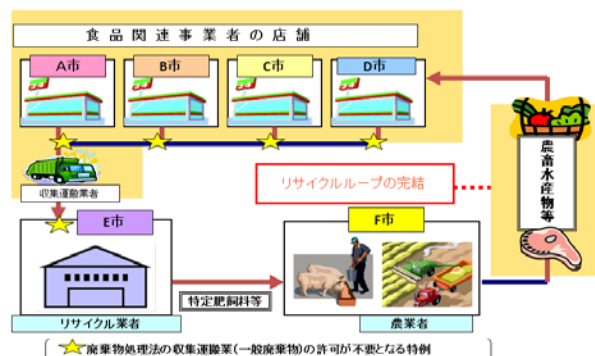 食品関連事業者の店舗
A市
B市
C市
D市
収集運搬業者
リサイクルループの完結
農畜水産物等
E市
F市
特定肥飼料等
リサイクル業者
農業者
廃棄物処理法の収集運搬業(一般廃棄物)の許可が不要となる特例